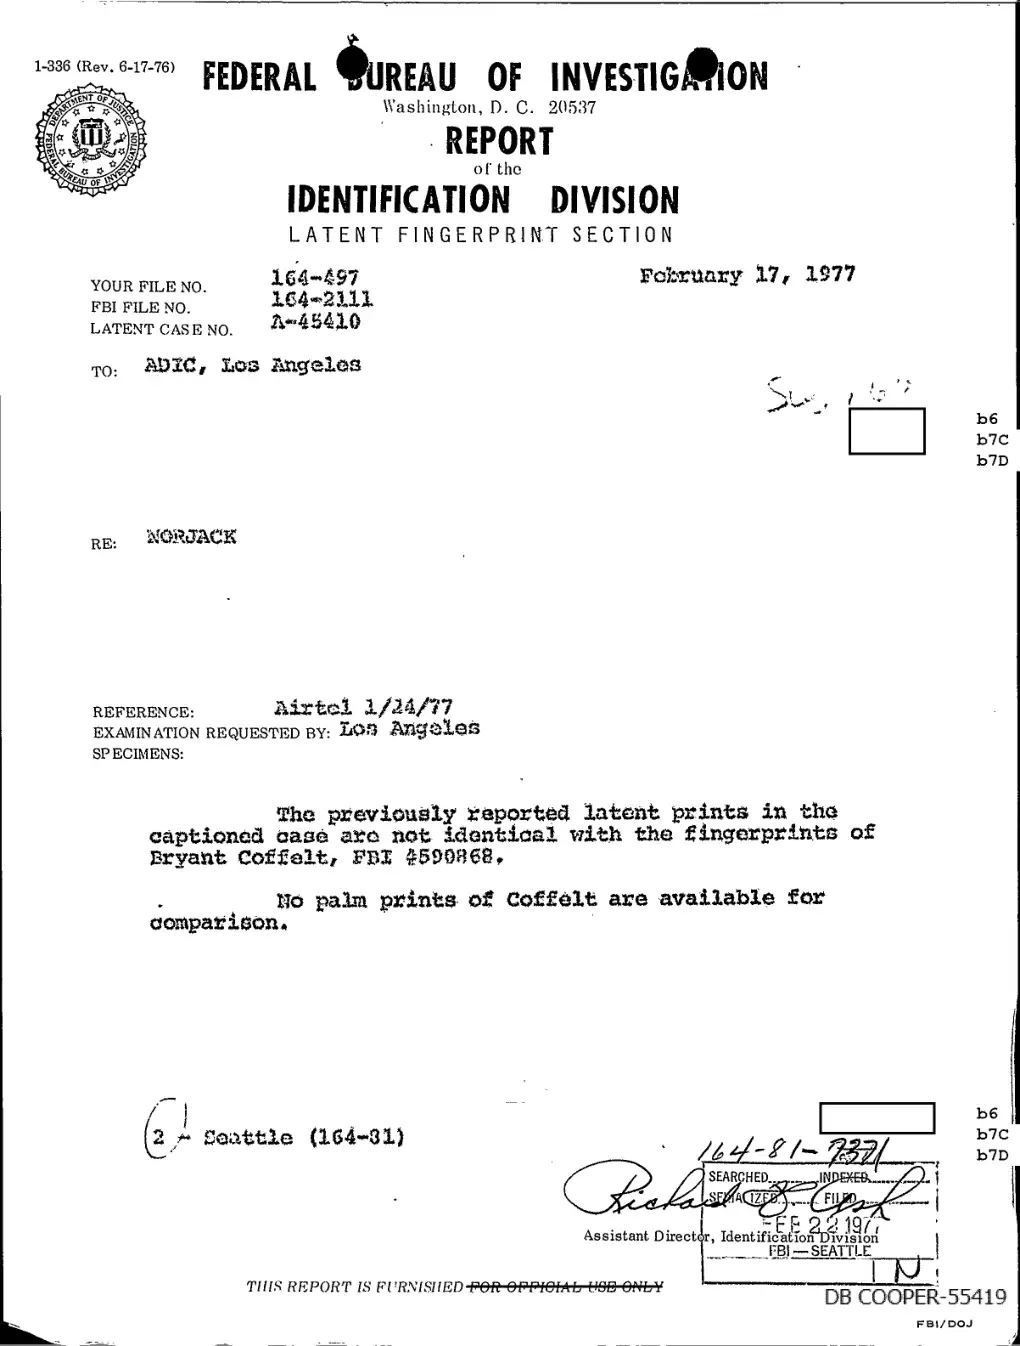 1-336 (Rev. 6-17-76)
FEDERAL BUREAU OF INVESTIGATION
Washington, D. C. 20537
REPORT
of the
IDENTIFICATION DIVISION
LATENT FINGERPRINT SECTION
YOUR FILE NO. 164-497 February 17, 1977
FBI FILE NO. 164-2111
LATENT CASE NO. A-45410
TO: ADIC, Los Angeles
b6
b7C
b7D
RE: NORJACK
REFERENCE: Airtel 1/24/77
EXAMINATION REQUESTED BY: Los Angeles
SPECIMENS:
The previously reported latent prints in the
captioned case are not identical with the fingerprints of
Bryant Coffelt, FBI #590868.
No palm prints of Coffelt are available for
comparison.
b6
b7C
b7D
2 - Seattle (164-81)
164-81-7371
SEARCHED INDEXED
SERIALIZED FILED
FEB 22 1977
Assistant Director, Identification Division
FBI — SEATTLE
THIS REPORT IS FURNISHED FOR OFFICIAL USE ONLY
DB COOPER-55419
FBI/DOJ